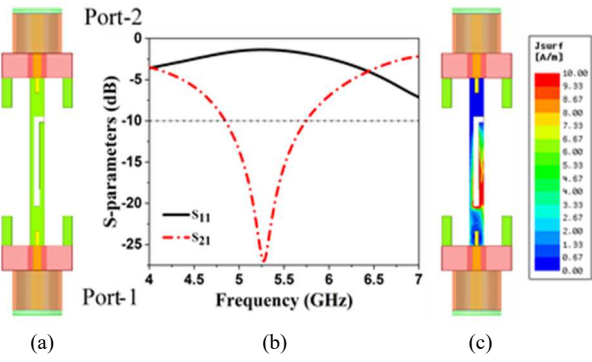 Port-2
Port-1
S-parameters (dB)
0
-5
-10
-15
-20
-25
S11
S21
4
4.5
5
5.5
6
6.5
7
Frequency (GHz)
Jsurf
[A/m]
10.00
9.33
8.67
8.00
7.33
6.67
6.00
5.33
4.67
4.00
3.33
2.67
2.00
1.33
0.67
0.00
(a)
(b)
(c)